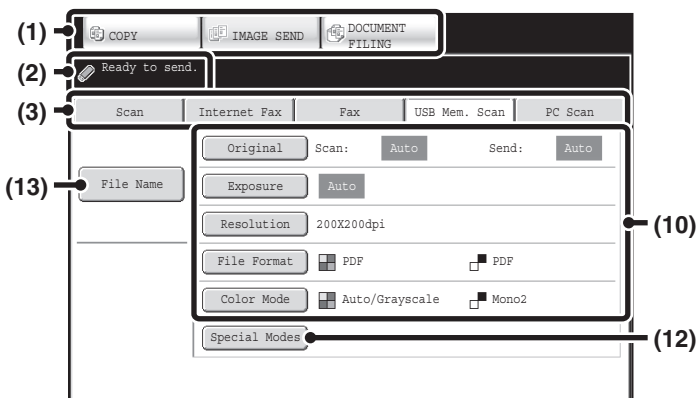 (1) COPY IMAGE SEND DOCUMENT
FILING
(2) Ready to send.
(3) Scan Internet Fax Fax USB Mem. Scan PC Scan
Original Scan: Auto Send: Auto
(13) File Name Exposure Auto
Resolution 200X200dpi (10)
File Format PDF PDF
Color Mode Auto/Grayscale Mono2
Special Modes (12)